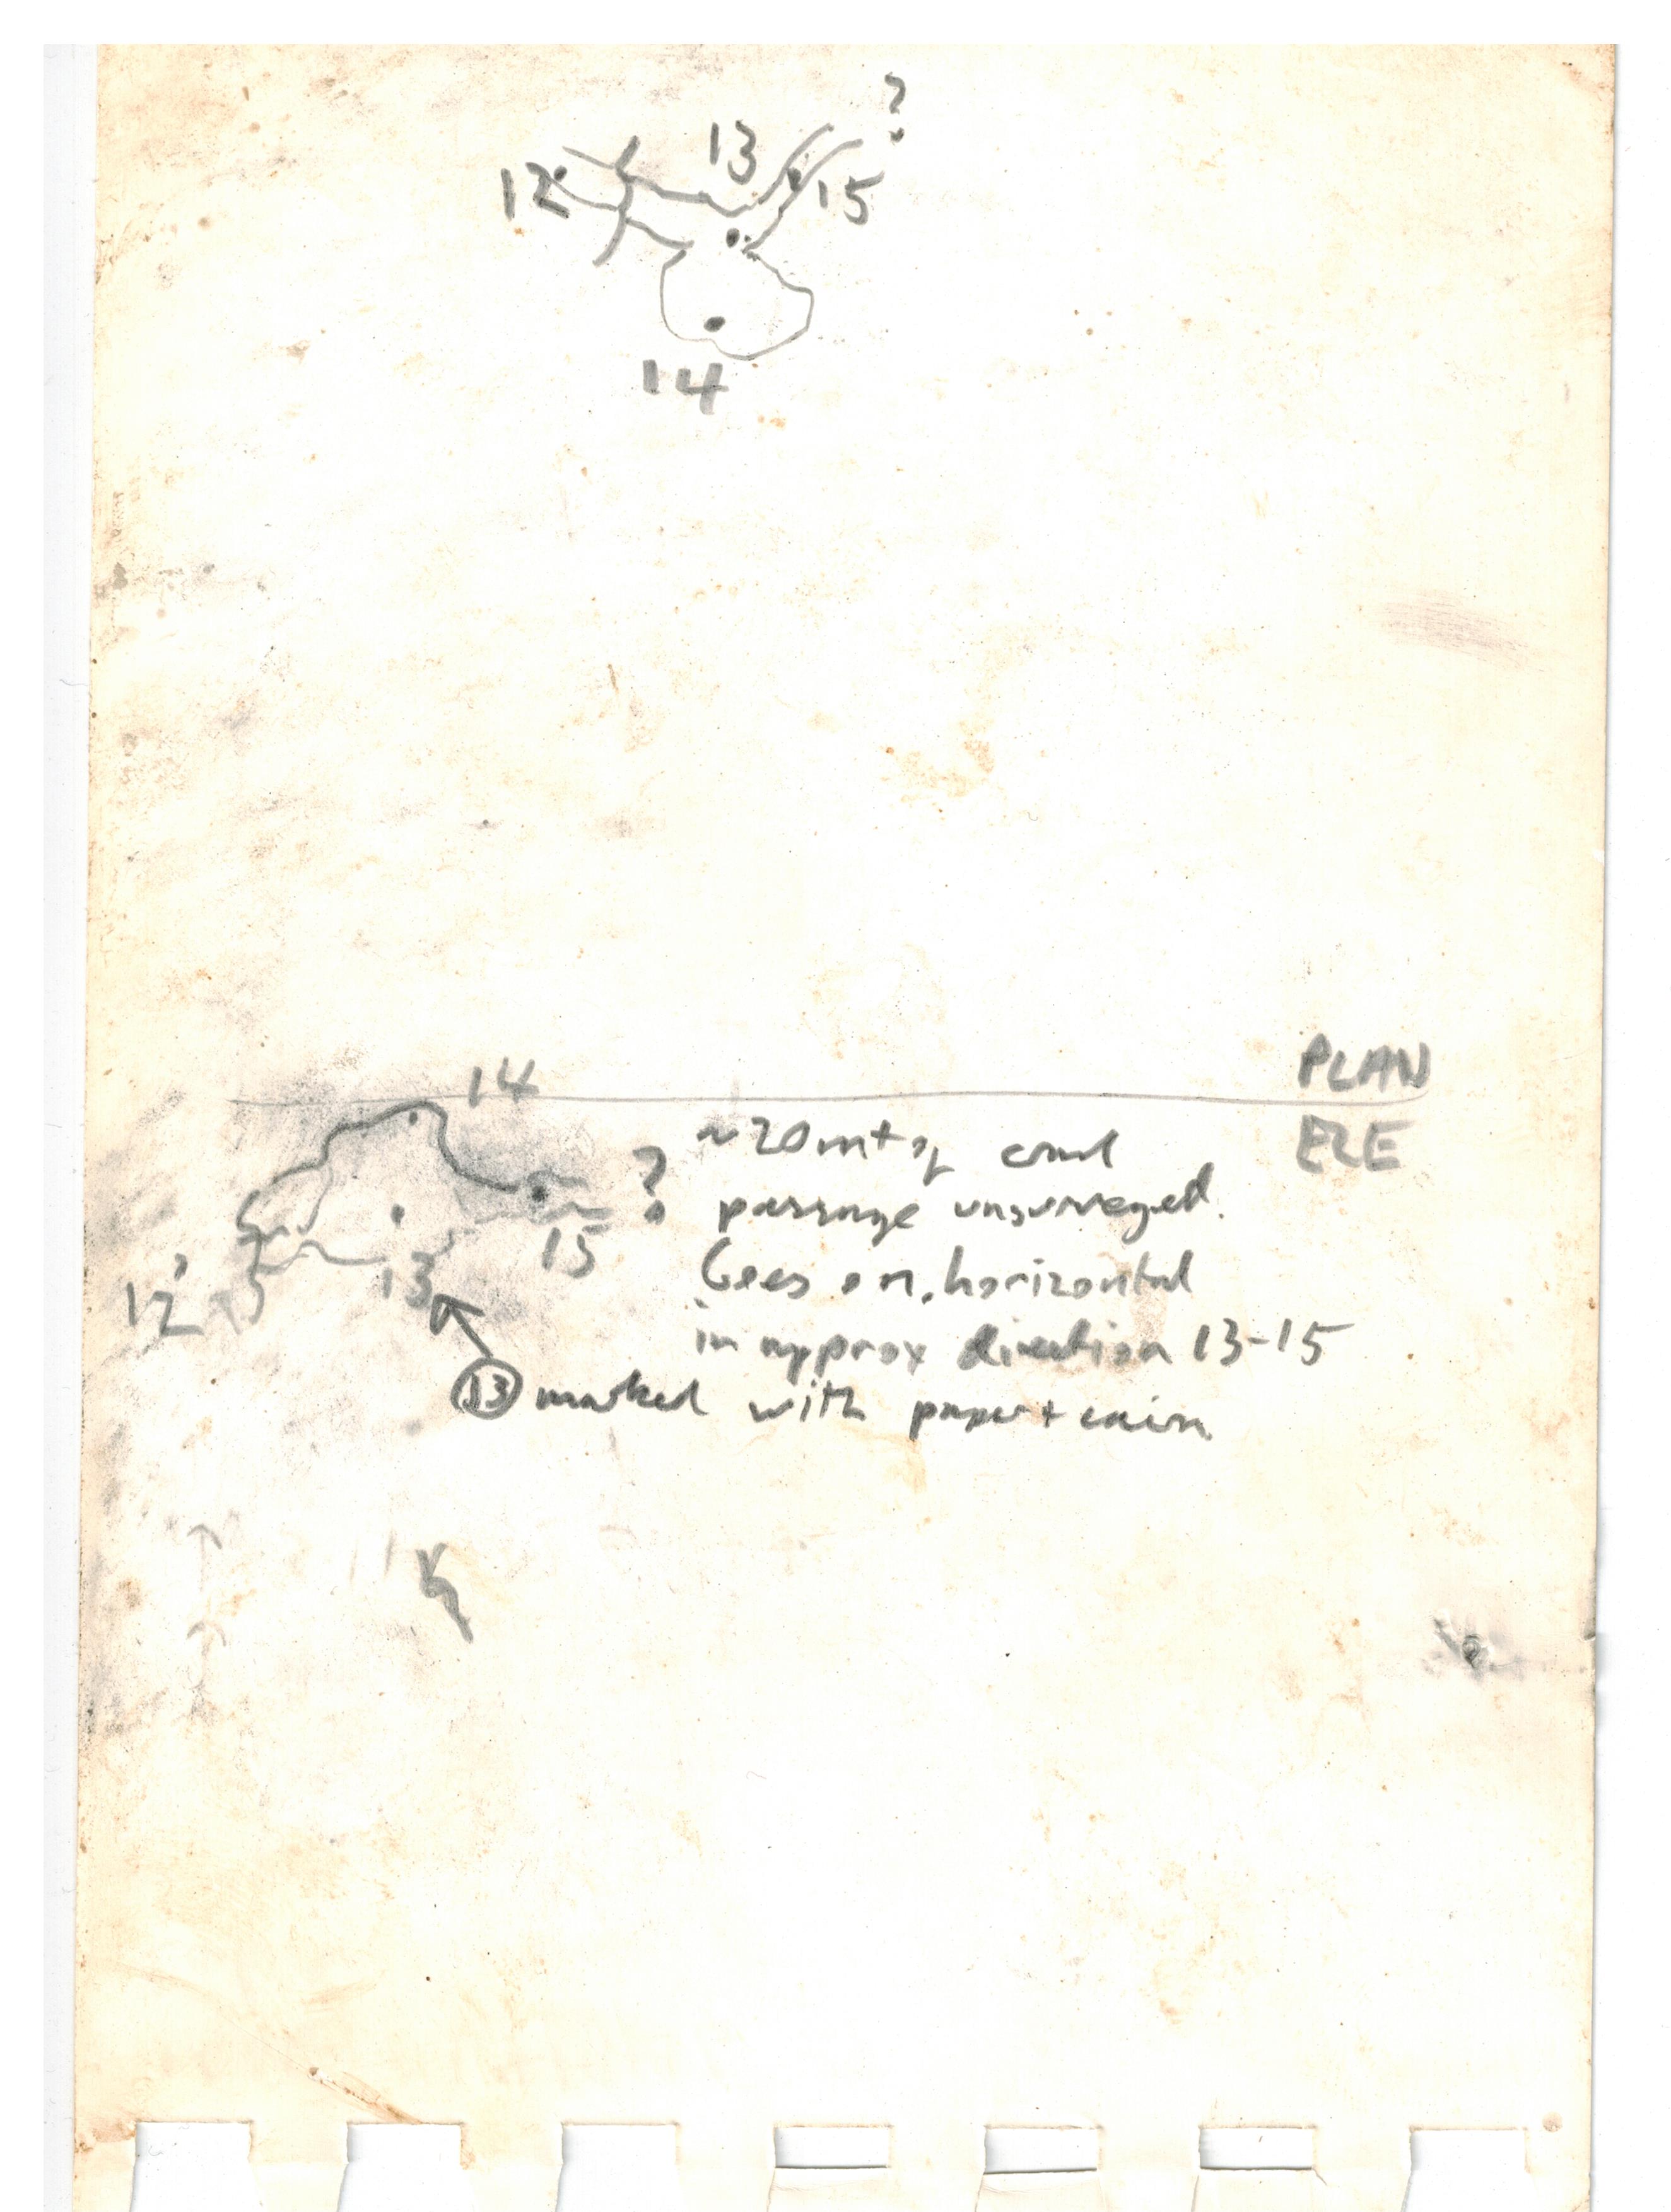 ?
13
12 15
14
PLAN
14
ELE
~20m+ of crawl
passage unsurveyed.
?
Goes on, horizontal
15
12 13
in approx direction 13-15
13 marked with paper + cairn